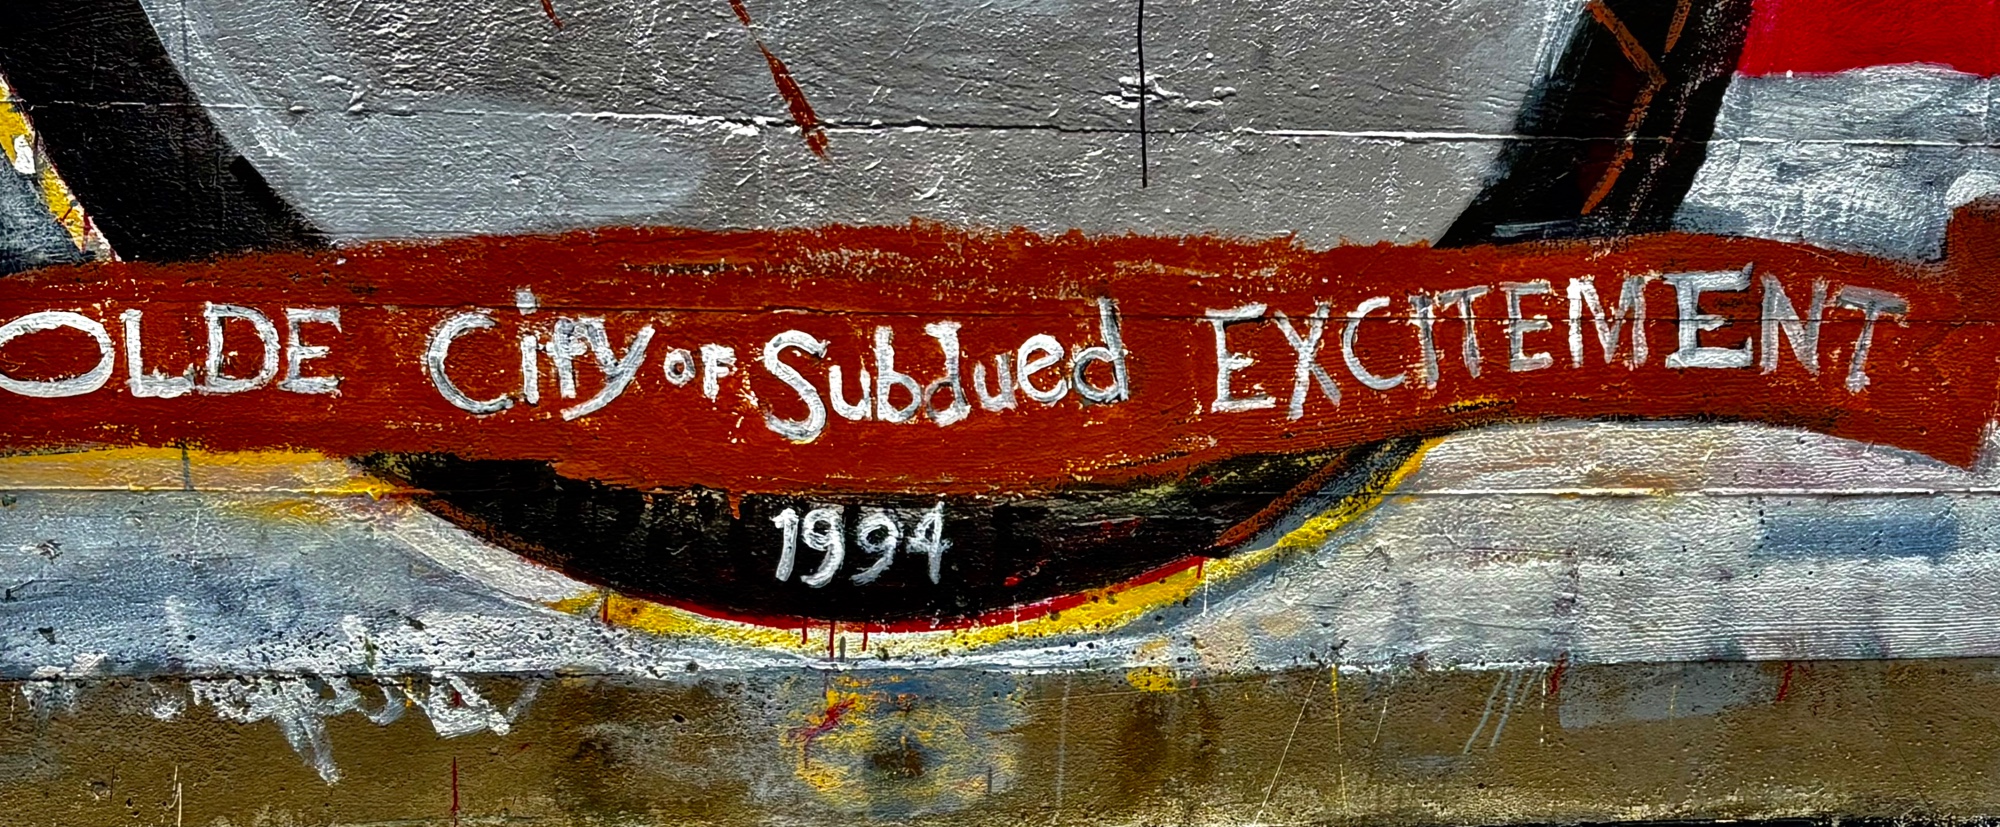 OLDE City OF Subdued EXCITEMENT
1994